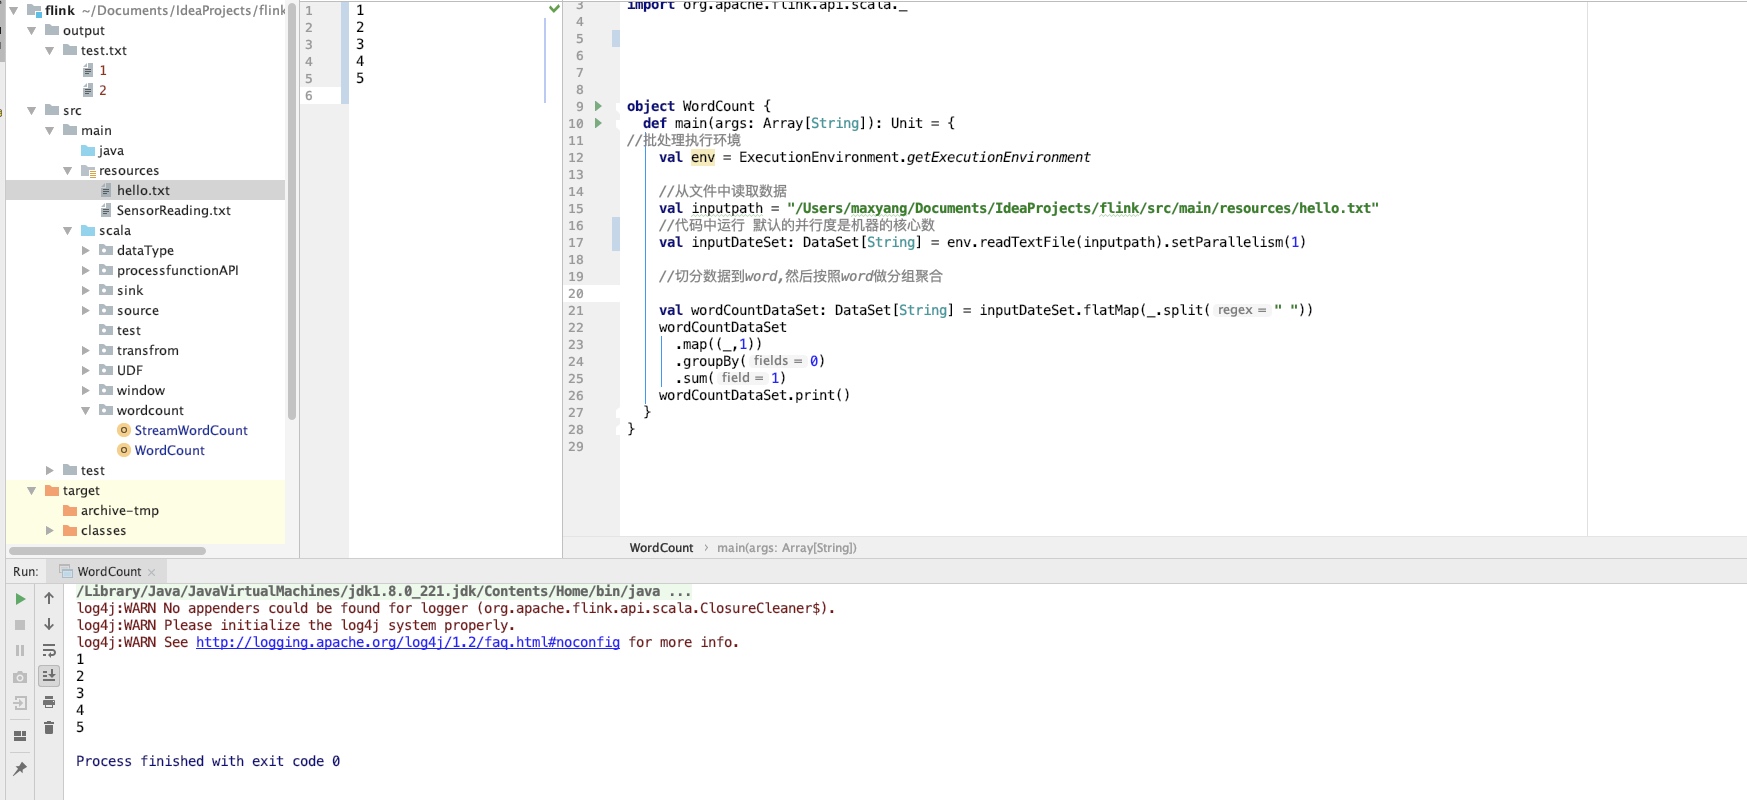 flink ~/Documents/IdeaProjects/flink
output
test.txt
1
2
src
main
java
resources
hello.txt
SensorReading.txt
scala
dataType
processfunctionAPI
sink
source
test
transfrom
UDF
window
wordcount
StreamWordCount
WordCount
test
target
archive-tmp
classes
1 1
2 2
3 3
4 4
5 5
6
3 import org.apache.flink.api.scala._
4
5
6
7
8
9 object WordCount {
10 def main(args: Array[String]): Unit = {
11 //批处理执行环境
12 val env = ExecutionEnvironment.getExecutionEnvironment
13
14 //从文件中读取数据
15 val inputpath = "/Users/maxyang/Documents/IdeaProjects/flink/src/main/resources/hello.txt"
16 //代码中运行 默认的并行度是机器的核心数
17 val inputDateSet: DataSet[String] = env.readTextFile(inputpath).setParallelism(1)
18
19 //切分数据到word,然后按照word做分组聚合
20
21 val wordCountDataSet: DataSet[String] = inputDateSet.flatMap(_.split( regex = " "))
22 wordCountDataSet
23 .map((_,1))
24 .groupBy( fields = 0)
25 .sum( field = 1)
26 wordCountDataSet.print()
27 }
28 }
29
WordCount › main(args: Array[String])
Run: WordCount ×
/Library/Java/JavaVirtualMachines/jdk1.8.0_221.jdk/Contents/Home/bin/java ...
log4j:WARN No appenders could be found for logger (org.apache.flink.api.scala.ClosureCleaner$).
log4j:WARN Please initialize the log4j system properly.
log4j:WARN See http://logging.apache.org/log4j/1.2/faq.html#noconfig for more info.
1
2
3
4
5
Process finished with exit code 0